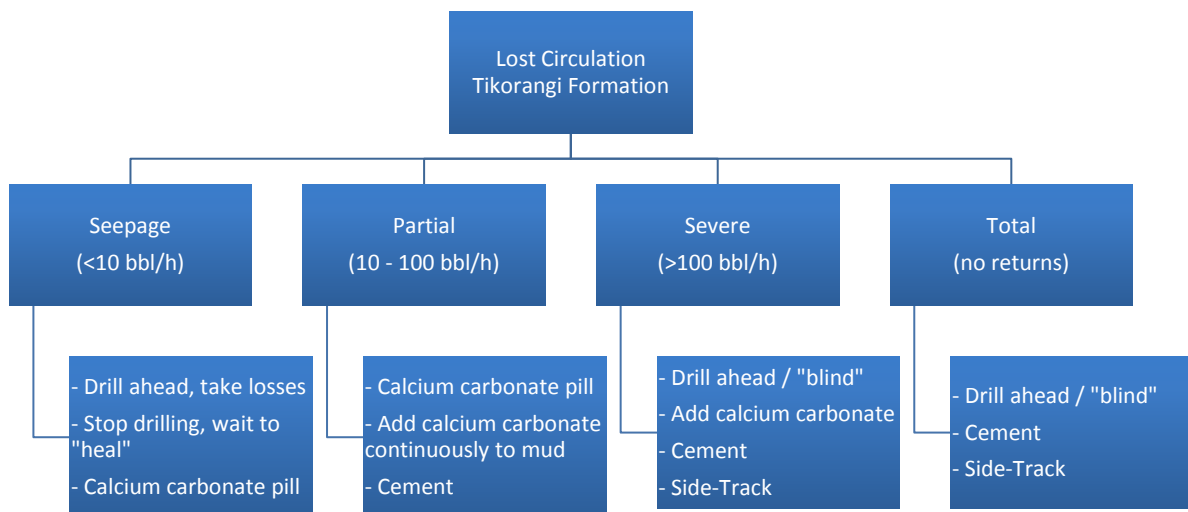 Lost Circulation
Tikorangi Formation
Seepage
(<10 bbl/h)
Partial
(10 - 100 bbl/h)
Severe
(>100 bbl/h)
Total
(no returns)
- Drill ahead, take losses
- Stop drilling, wait to
"heal"
- Calcium carbonate pill
- Calcium carbonate pill
- Add calcium carbonate
continuously to mud
- Cement
- Drill ahead / "blind"
- Add calcium carbonate
- Cement
- Side-Track
- Drill ahead / "blind"
- Cement
- Side-Track